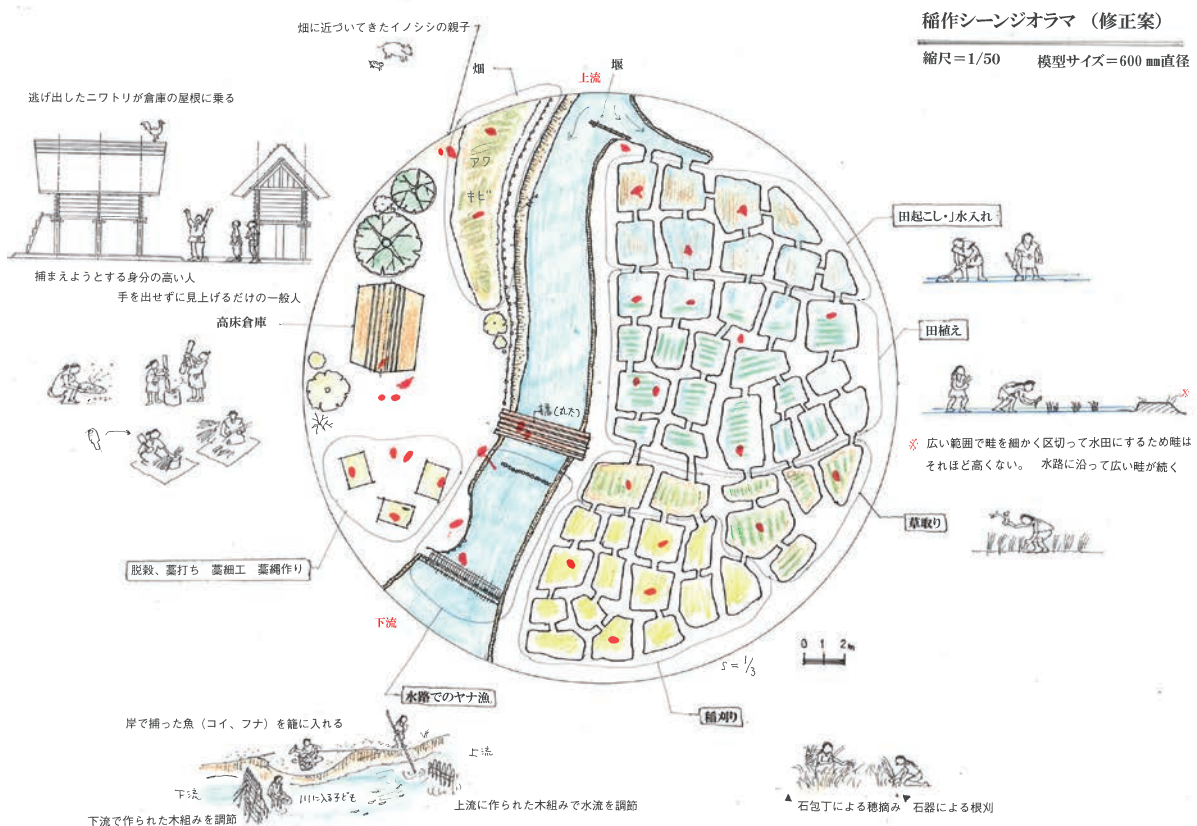 稲作シーンジオラマ（修正案）
縮尺＝1/50　模型サイズ＝600㎜直径
畑に近づいてきたイノシシの親子
畑
上流
堰
逃げ出したニワトリが倉庫の屋根に乗る
アワ
キビ
田起こし・」水入れ
捕まえようとする身分の高い人
手を出せずに見上げるだけの一般人
高床倉庫
田植え
橋（丸太）
※
※ 広い範囲で畦を細かく区切って水田にするため畦は
それほど高くない。　水路に沿って広い畦が続く
草取り
脱穀、藁打ち　藁細工　藁縄作り
下流
0 1 2m
S=1/3
水路でのヤナ漁
稲刈り
岸で捕った魚（コイ、フナ）を籠に入れる
上流
下流
川に入る子ども
上流に作られた木組みで水流を調節
下流で作られた木組みを調節
▲石包丁による穂摘み▼石器による根刈